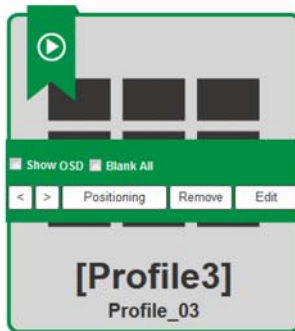 Show OSD Blank All
< > Positioning Remove Edit
[Profile3]
Profile_03